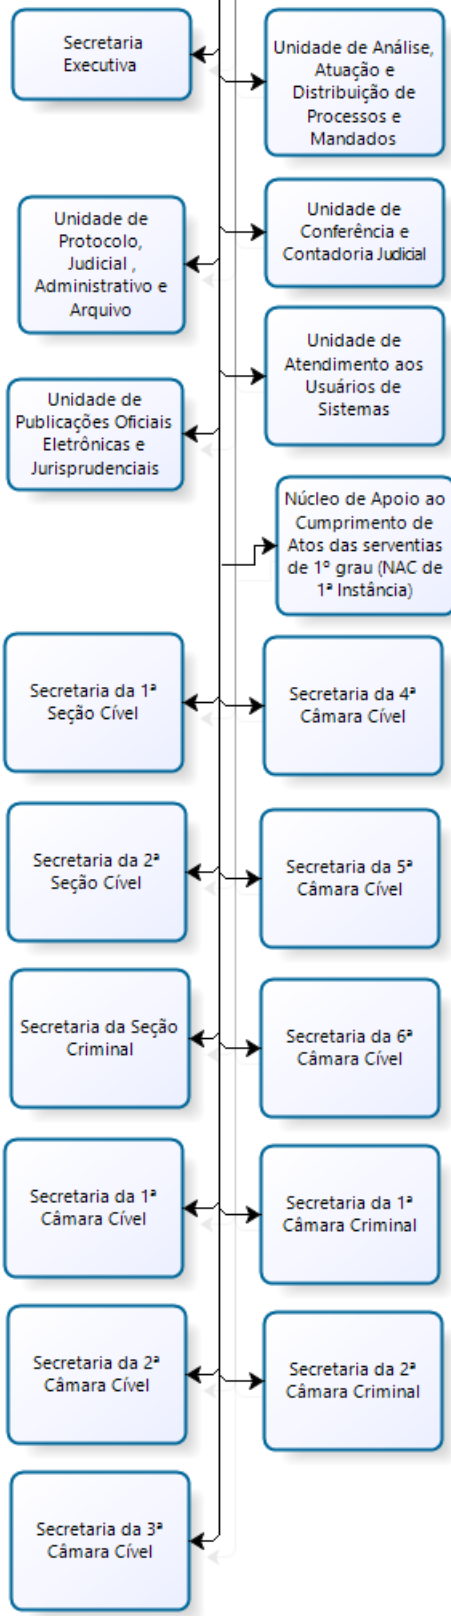 Secretaria
Executiva
Unidade de Análise,
Atuação e
Distribuição de
Processos e
Mandados
Unidade de
Protocolo,
Judicial ,
Administrativo e
Arquivo
Unidade de
Conferência e
Contadoria Judicial
Unidade de
Atendimento aos
Usuários de
Sistemas
Unidade de
Publicações Oficiais
Eletrônicas e
Jurisprudenciais
Núcleo de Apoio ao
Cumprimento de
Atos das serventias
de 1º grau (NAC de
1ª Instância)
Secretaria da 1ª
Seção Cível
Secretaria da 4ª
Câmara Cível
Secretaria da 2ª
Seção Cível
Secretaria da 5ª
Câmara Cível
Secretaria da Seção
Criminal
Secretaria da 6ª
Câmara Cível
Secretaria da 1ª
Câmara Cível
Secretaria da 1ª
Câmara Criminal
Secretaria da 2ª
Câmara Cível
Secretaria da 2ª
Câmara Criminal
Secretaria da 3ª
Câmara Cível